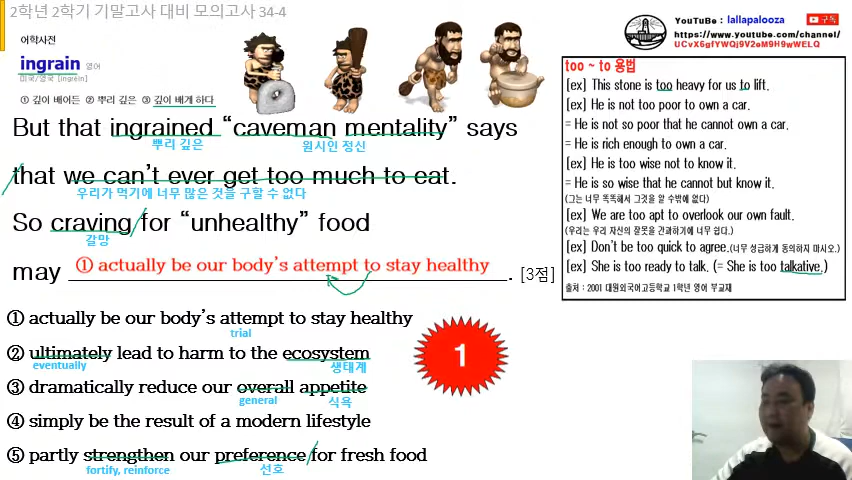 2학년 2학기 기말고사 대비 모의고사 34-4
어학사전
ingrain 영어
미국/영국 [ingréin]
① 깊이 배어든 ② 뿌리 깊은 ③ 깊이 배게 하다
But that ingrained “caveman mentality” says
뿌리 깊은 원시인 정신
that we can’t ever get too much to eat.
우리가 먹기에 너무 많은 것을 구할 수 없다
So craving for “unhealthy” food
갈망
may ① actually be our body’s attempt to stay healthy . [3점]
① actually be our body’s attempt to stay healthy
trial
② ultimately lead to harm to the ecosystem
eventually 생태계
③ dramatically reduce our overall appetite
general 식욕
④ simply be the result of a modern lifestyle
⑤ partly strengthen our preference for fresh food
fortify, reinforce 선호
1
YouTuBe : lallapalooza 구독
https://www.youtube.com/channel/
UCvX6gfYWQj9V2eM9H9wWELQ
too ~ to 용법
[ex] This stone is too heavy for us to lift.
[ex] He is not too poor to own a car.
= He is not so poor that he cannot own a car.
= He is rich enough to own a car.
[ex] He is too wise not to know it.
= He is so wise that he cannot but know it.
(그는 너무 똑똑해서 그것을 알 수밖에 없다)
[ex] We are too apt to overlook our own fault.
(우리는 우리 자신의 잘못을 간과하기에 너무 쉽다.)
[ex] Don’t be too quick to agree.(너무 성급하게 동의하지 마시오.)
[ex] She is too ready to talk. (= She is too talkative.)
출처 : 2001 대원외국어고등학교 1학년 영어 부교재